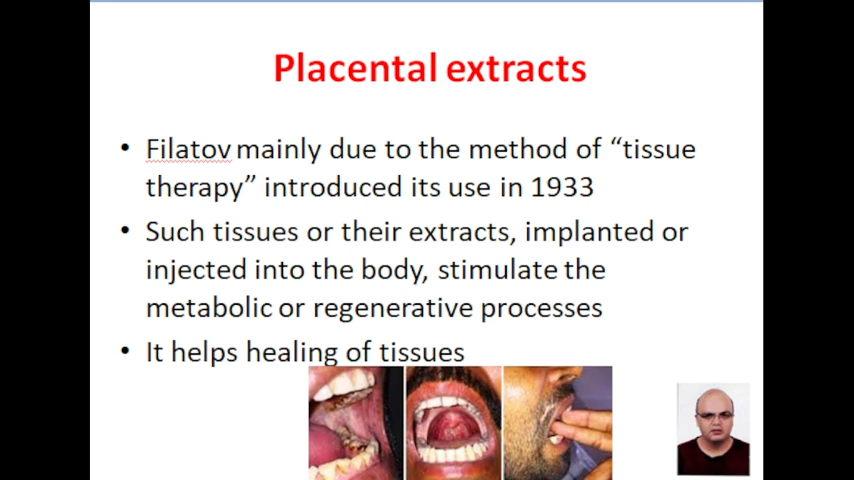 Placental extracts
• Filatov mainly due to the method of “tissue
therapy” introduced its use in 1933
• Such tissues or their extracts, implanted or
injected into the body, stimulate the
metabolic or regenerative processes
• It helps healing of tissues